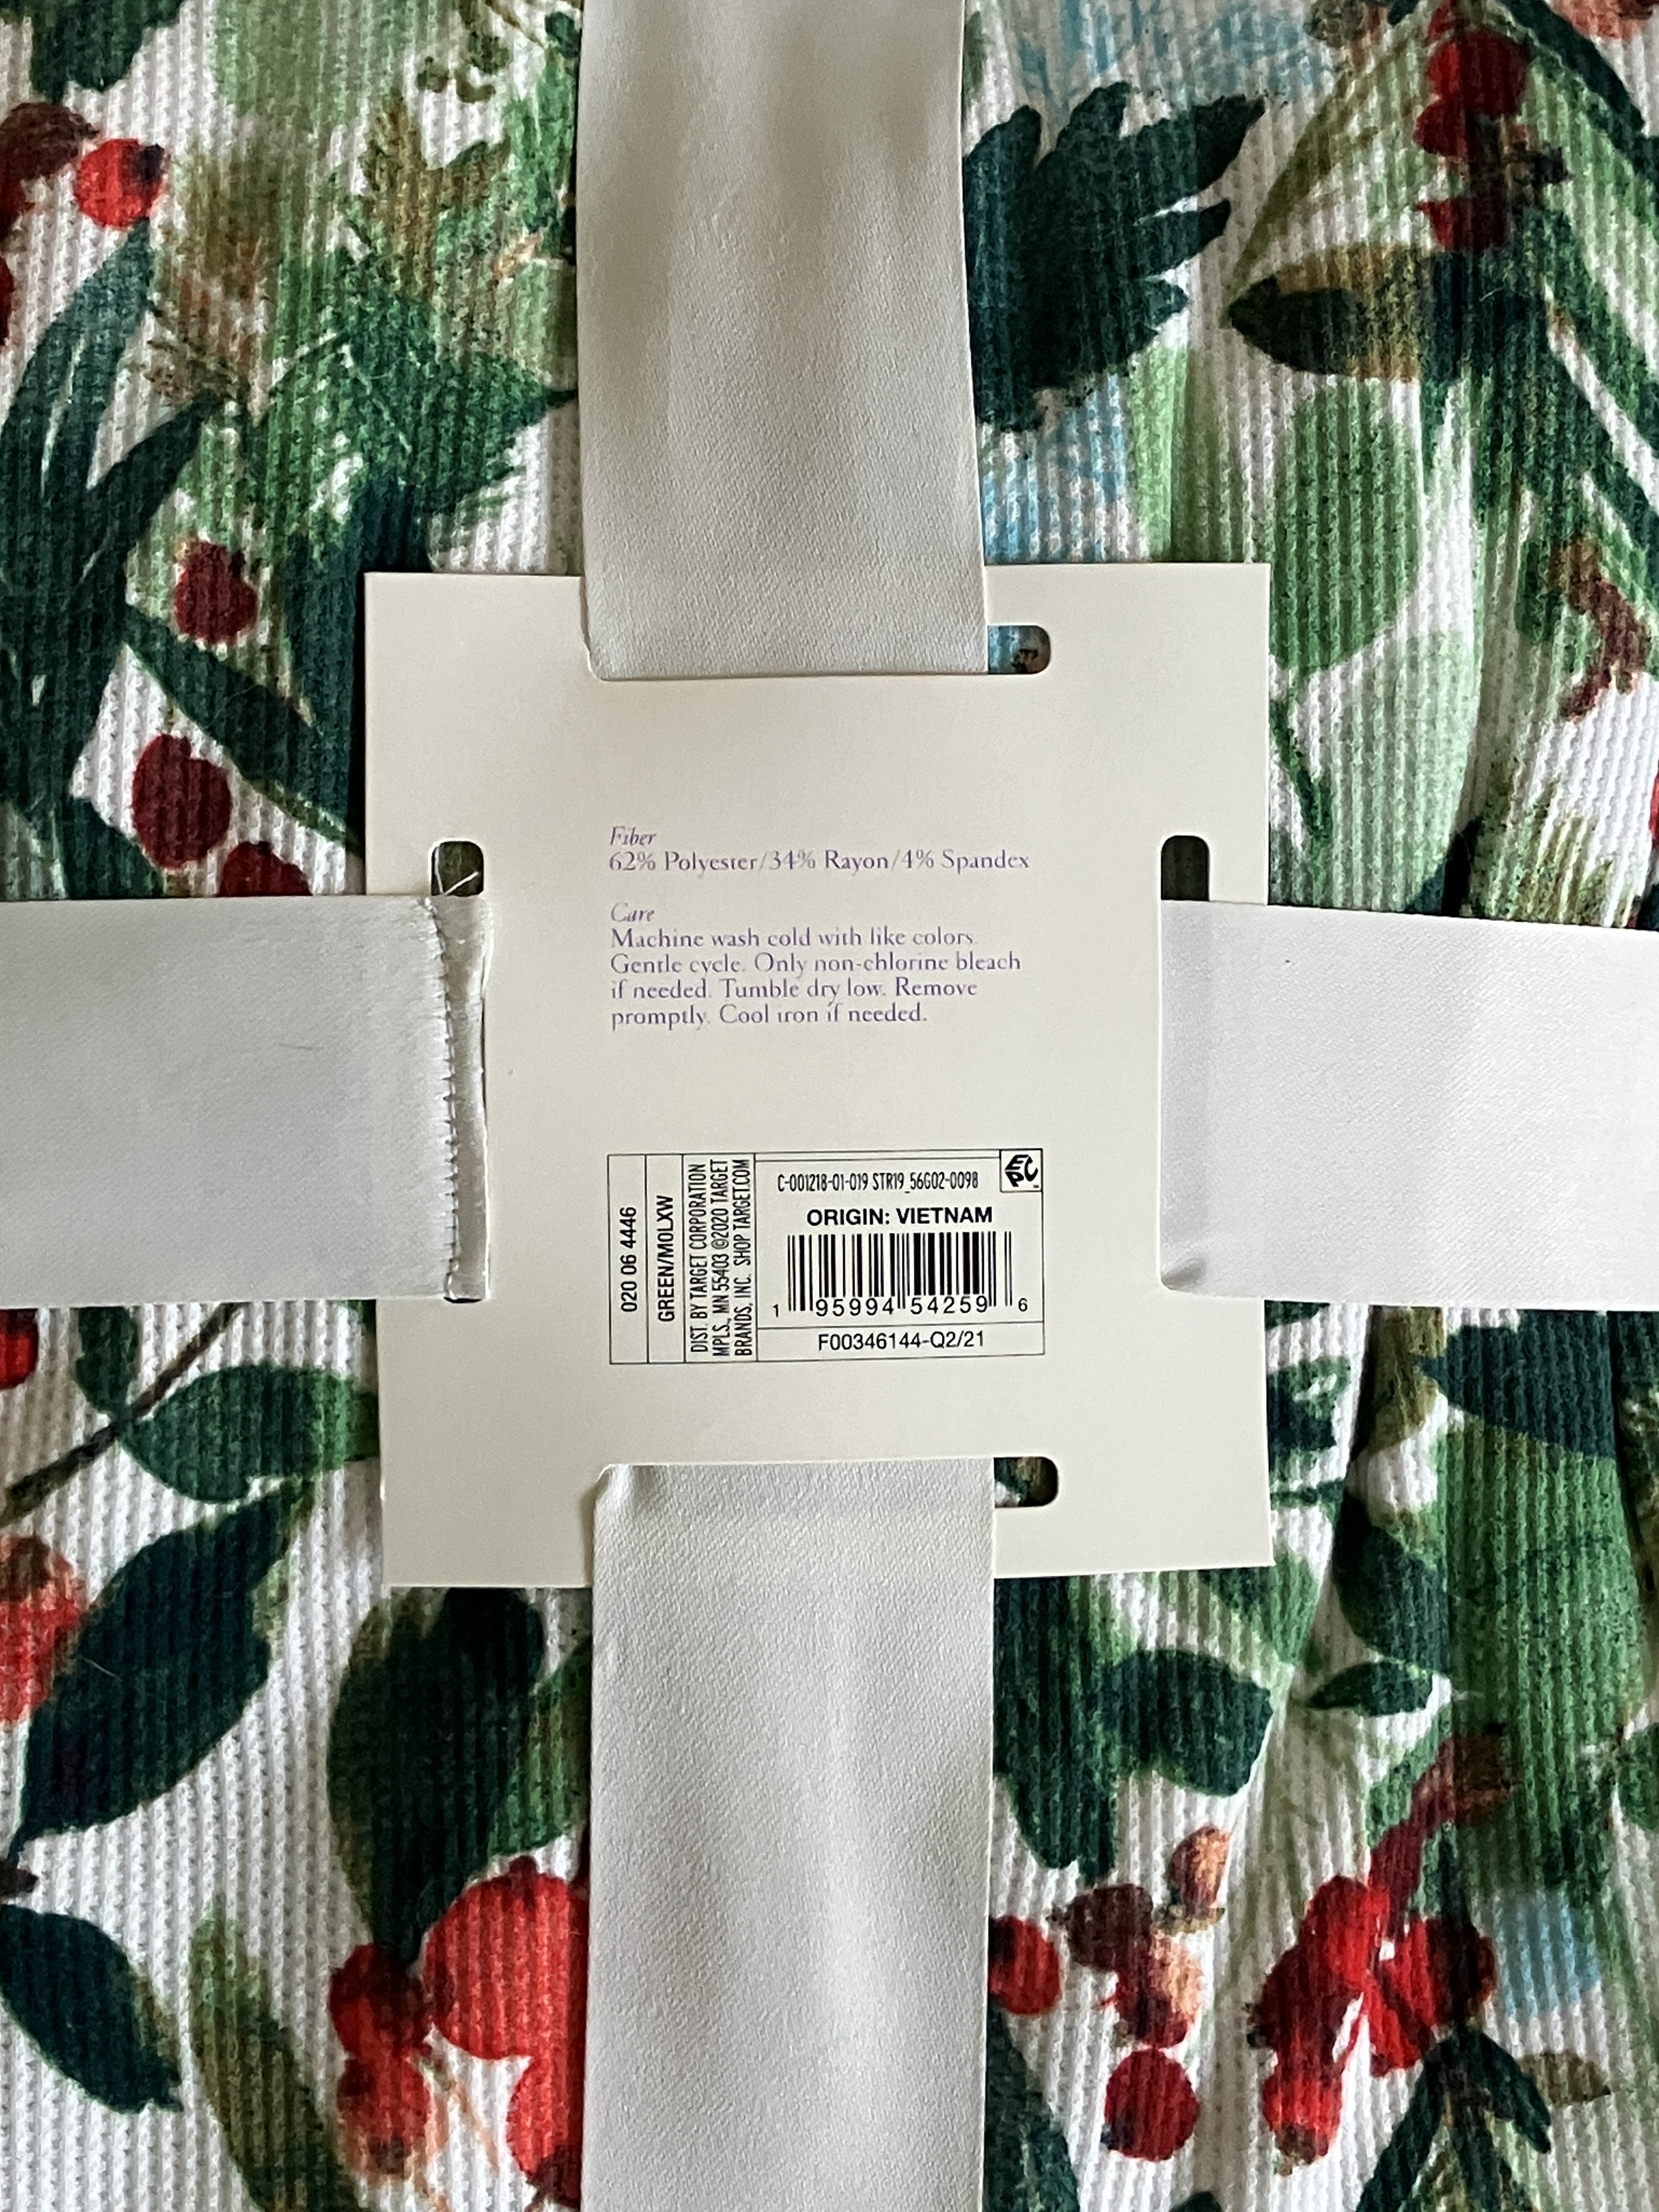 Fiber
62% Polyester/34% Rayon/4% Spandex
Care
Machine wash cold with like colors.
Gentle cycle. Only non-chlorine bleach
if needed. Tumble dry low. Remove
promptly. Cool iron if needed.
020 06 4446
GREEN/M0LXW
DIST. BY TARGET CORPORATION
MPLS., MN 55403 ©2020 TARGET
BRANDS, INC. SHOP TARGET.COM
C-001218-01-019 STR19_56G02-0098
EPC
ORIGIN: VIETNAM
1 95994 54259 6
F00346144-Q2/21